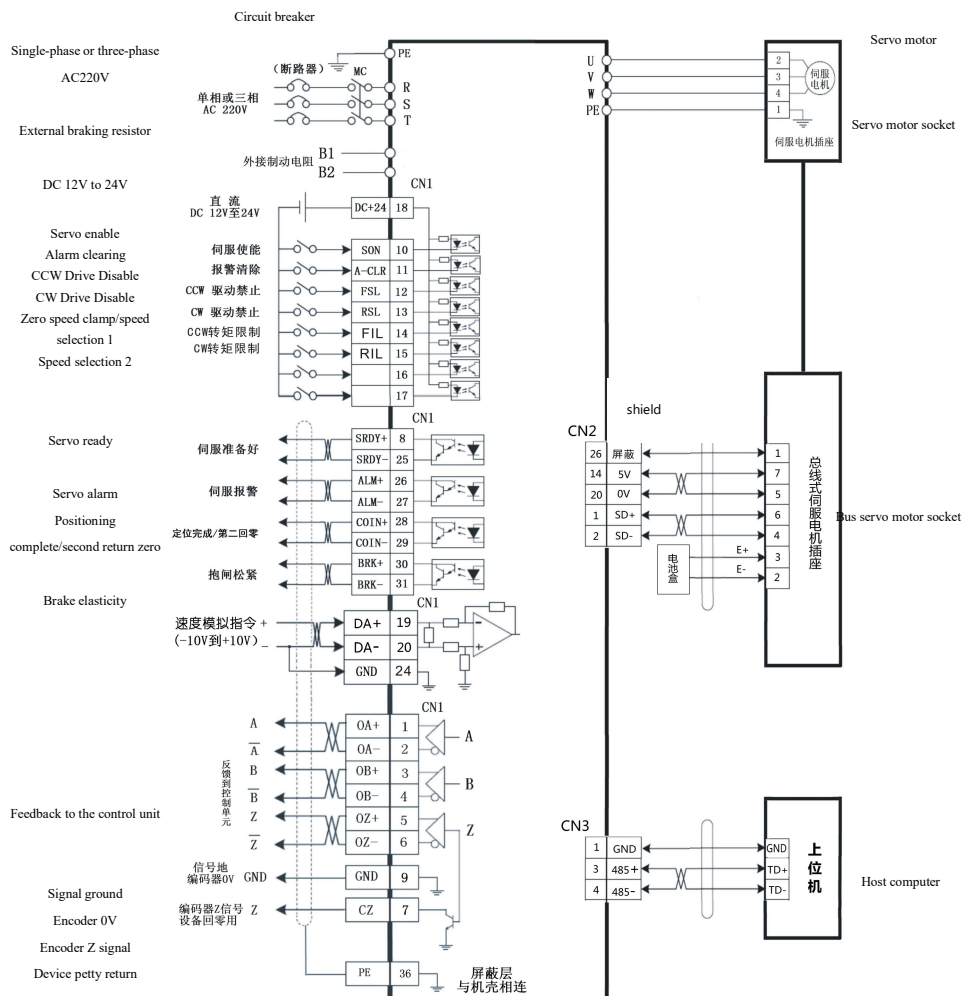 Circuit breaker
Single-phase or three-phase
AC220V
External braking resistor
DC 12V to 24V
Servo enable
Alarm clearing
CCW Drive Disable
CW Drive Disable
Zero speed clamp/speed
selection 1
Speed selection 2
Servo ready
Servo alarm
Positioning
complete/second return zero
Brake elasticity
Feedback to the control unit
Signal ground
Encoder 0V
Encoder Z signal
Device petty return
PE
(断路器) MC
单相或三相
AC 220V
R
S
T
外接制动电阻
B1
B2
CN1
直 流
DC 12V至24V
DC+24 18
伺服使能 SON 10
报警清除 A-CLR 11
CCW 驱动禁止 FSL 12
CW 驱动禁止 RSL 13
CCW转矩限制 FIL 14
CW转矩限制 RIL 15
16
17
CN1
伺服准备好
SRDY+ 8
SRDY- 25
伺服报警
ALM+ 26
ALM- 27
定位完成/第二回零
COIN+ 28
COIN- 29
抱闸松紧
BRK+ 30
BRK- 31
CN1
速度模拟指令 +
(-10V到+10V) -
DA+ 19
DA- 20
GND 24
- +
CN1
A OA+ 1
A OA- 2
A
B OB+ 3
B OB- 4
B
Z OZ+ 5
Z OZ- 6
Z
反馈到控制单元
信号地
编码器0V GND GND 9
编码器Z信号 Z CZ 7
设备回零用
PE 36
屏蔽层
与机壳相连
U
V
W
PE
2
3
4
1
伺服
电机
伺服电机插座
Servo motor
Servo motor socket
shield
CN2
26 屏蔽 1
14 5V 7
20 0V 5
1 SD+ 6
2 SD- 4
电池盒
E+ 3
E- 2
总线式伺服电机插座
Bus servo motor socket
CN3
1 GND GND
3 485+ TD+
4 485- TD-
上位机
Host computer